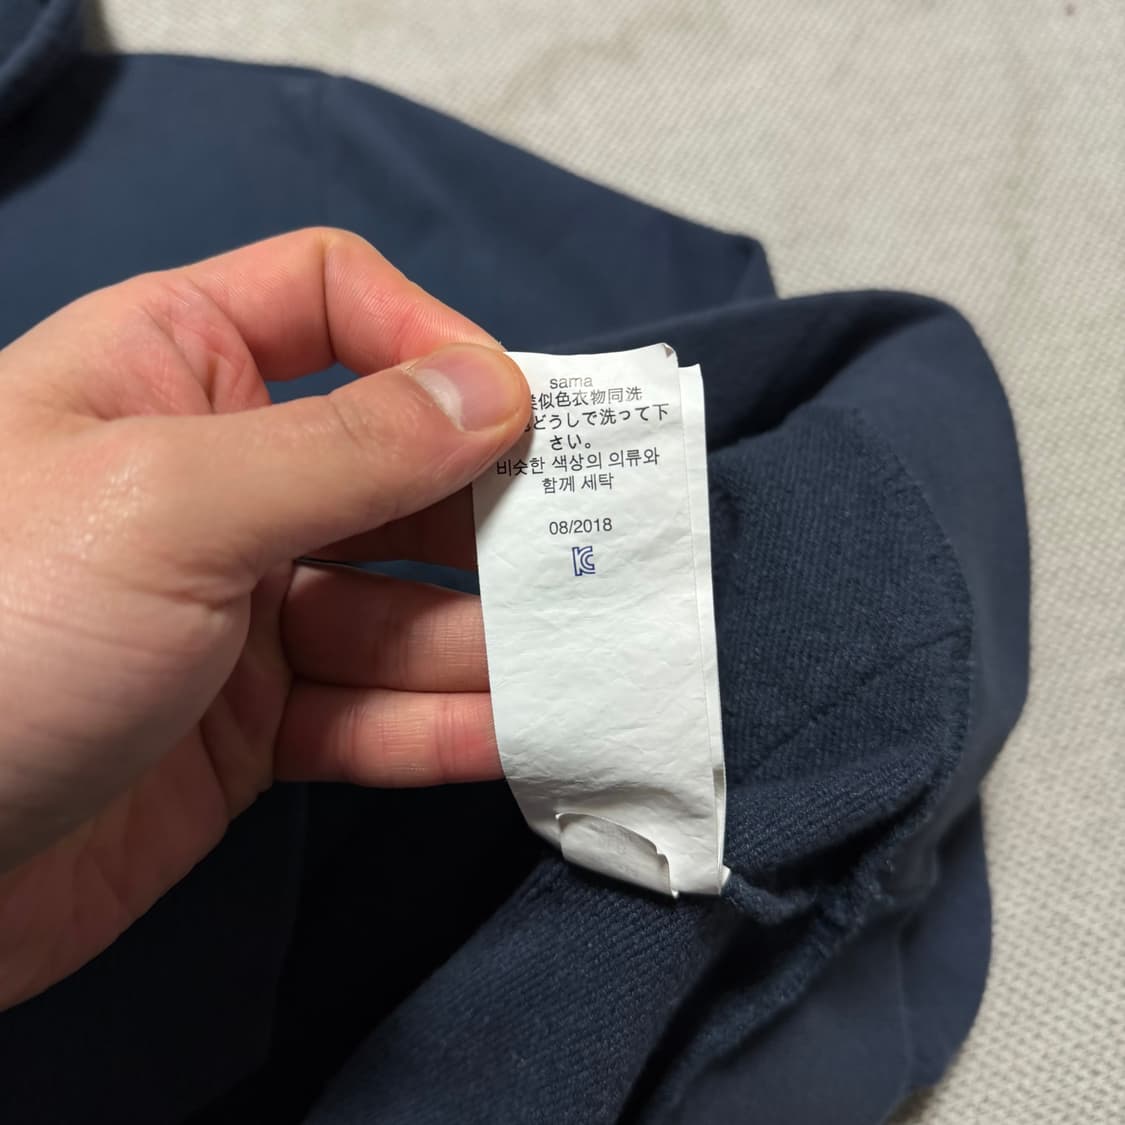 sama
似色衣物同洗
どうしで洗って下
さい。
비슷한 색상의 의류와
함께 세탁
08/2018